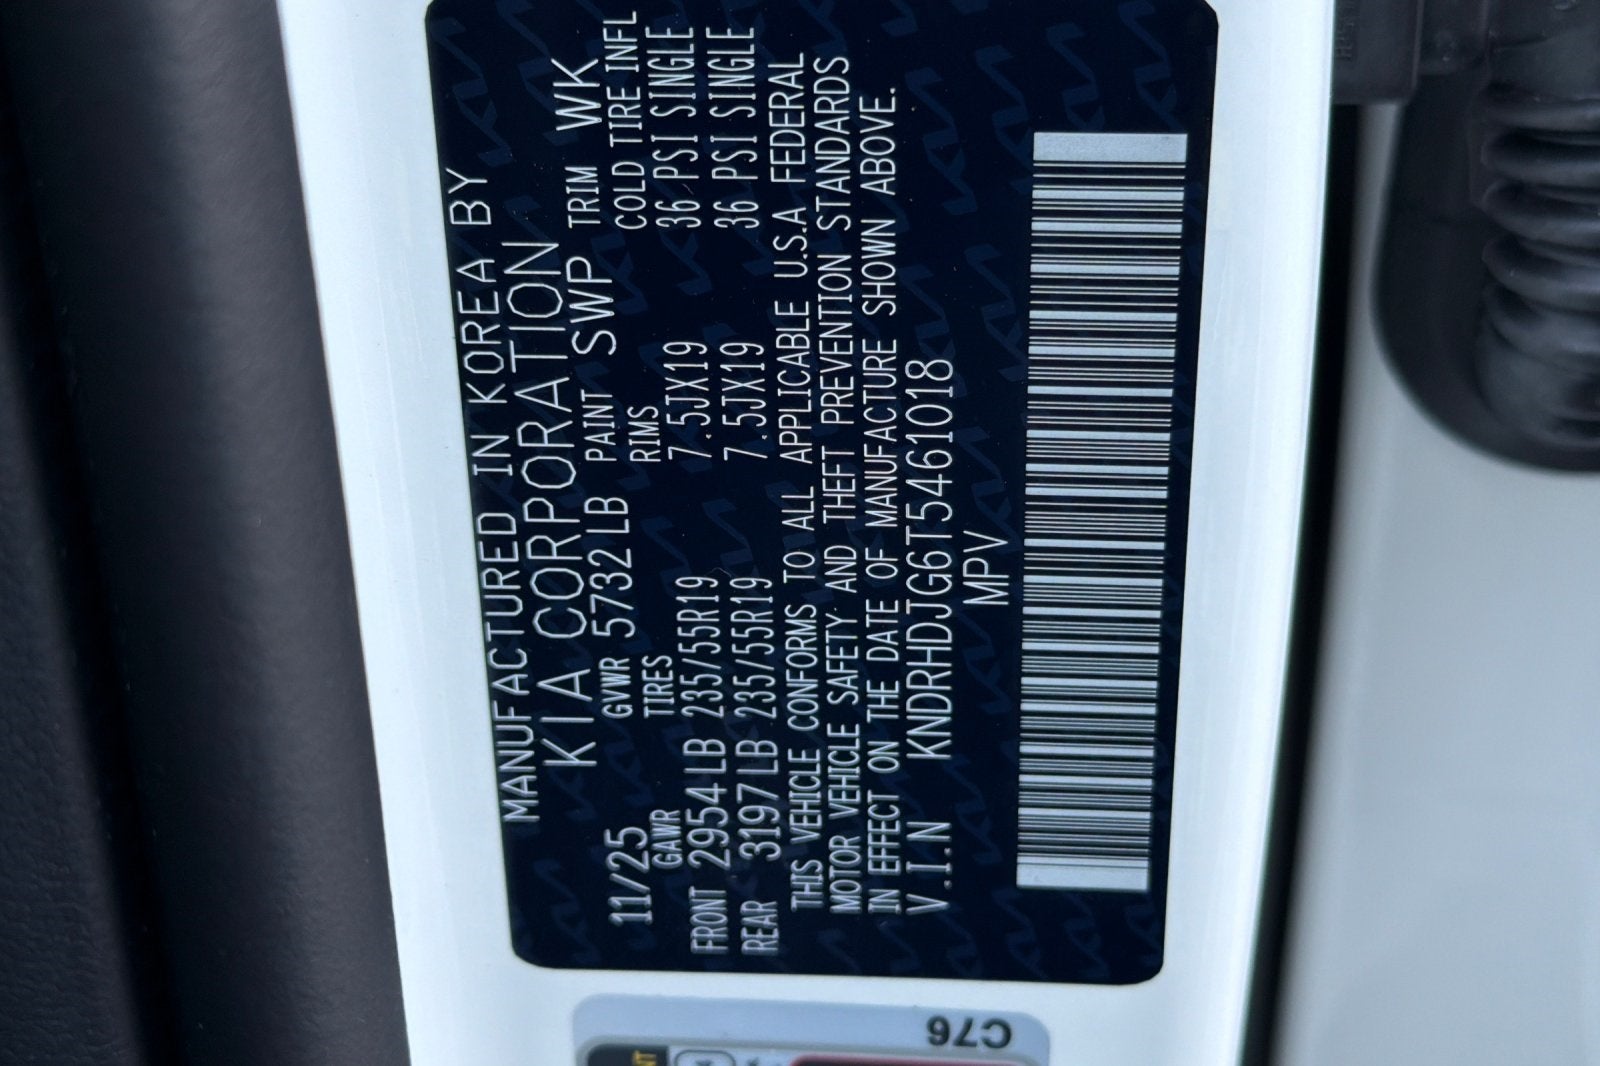 MANUFACTURED IN KOREA BY
KIA CORPORATION
11/25 GVWR 5732 LB PAINT SWP TRIM WK
GAWR TIRES RIMS COLD TIRE INFL
FRONT 2954 LB 235/55R19 7.5JX19 36 PSI SINGLE
REAR 3197 LB 235/55R19 7.5JX19 36 PSI SINGLE
THIS VEHICLE CONFORMS TO ALL APPLICABLE U.S.A FEDERAL
MOTOR VEHICLE SAFETY AND THEFT PREVENTION STANDARDS
IN EFFECT ON THE DATE OF MANUFACTURE SHOWN ABOVE.
V.I.N KNDRHDJG6T5461018
MPV
C76